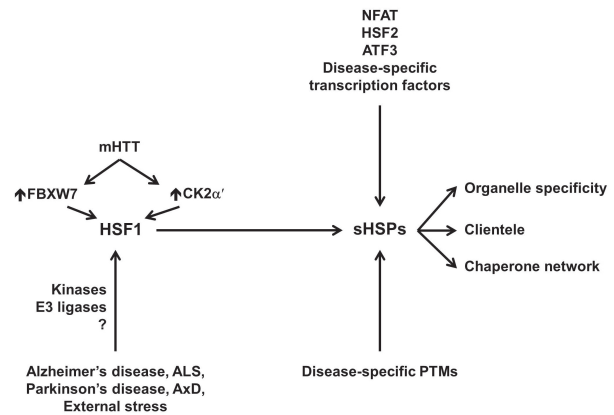 NFAT
HSF2
ATF3
Disease-specific
transcription factors
mHTT
↑FBXW7
↑CK2α′
HSF1
sHSPs
Organelle specificity
Clientele
Chaperone network
Kinases
E3 ligases
?
Alzheimer's disease, ALS,
Parkinson's disease, AxD,
External stress
Disease-specific PTMs